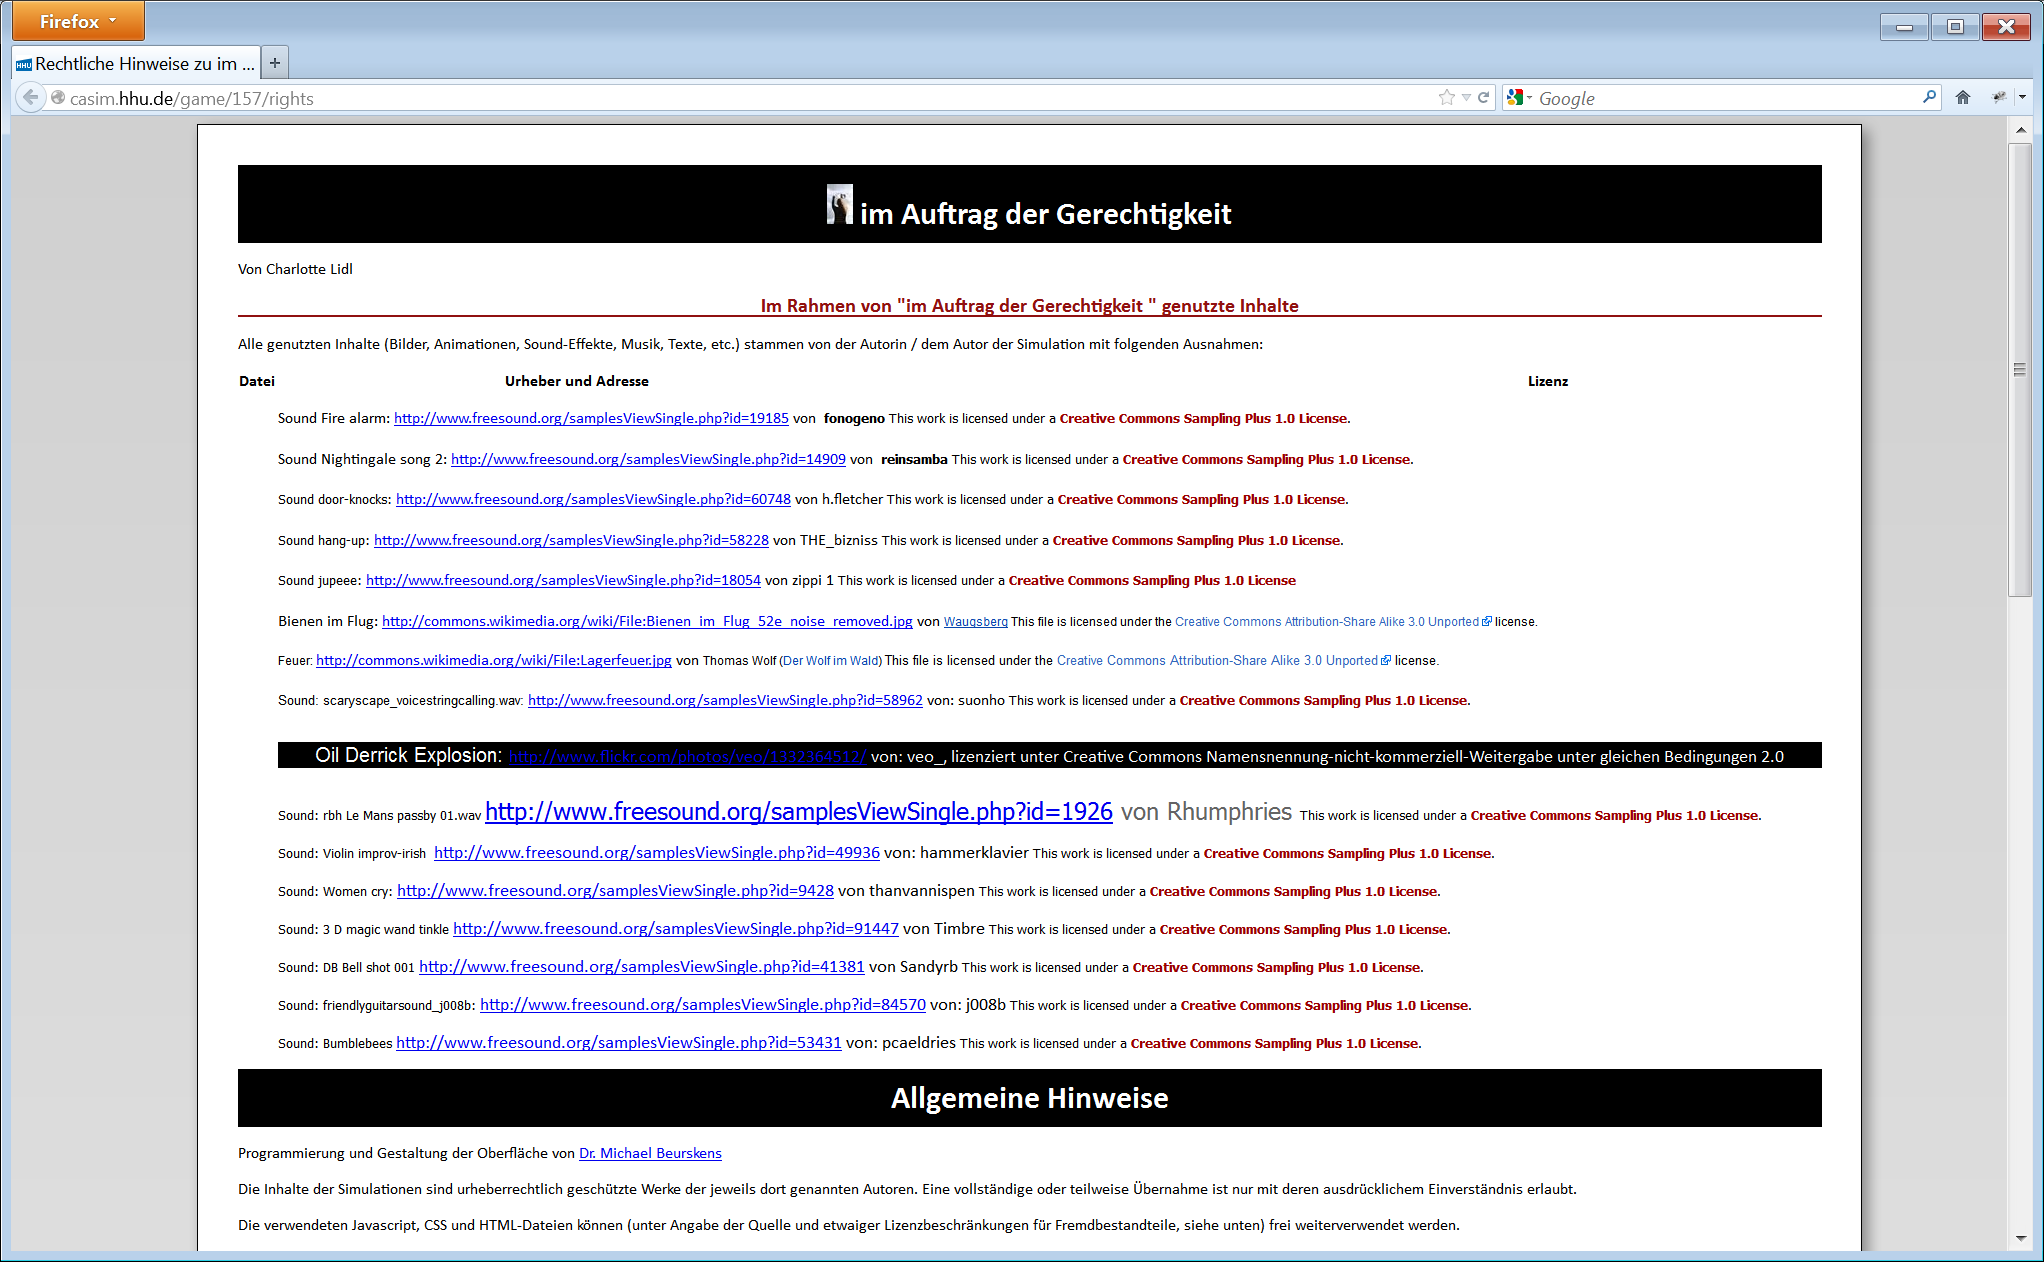 Firefox
Rechtliche Hinweise zu im ...
casim.hhu.de/game/157/rights
Google
im Auftrag der Gerechtigkeit
Von Charlotte Lidl
Im Rahmen von "im Auftrag der Gerechtigkeit " genutzte Inhalte
Alle genutzten Inhalte (Bilder, Animationen, Sound-Effekte, Musik, Texte, etc.) stammen von der Autorin / dem Autor der Simulation mit folgenden Ausnahmen:
Datei Urheber und Adresse Lizenz
Sound Fire alarm: http://www.freesound.org/samplesViewSingle.php?id=19185 von fonogeno This work is licensed under a Creative Commons Sampling Plus 1.0 License.
Sound Nightingale song 2: http://www.freesound.org/samplesViewSingle.php?id=14909 von reinsamba This work is licensed under a Creative Commons Sampling Plus 1.0 License.
Sound door-knocks: http://www.freesound.org/samplesViewSingle.php?id=60748 von h.fletcher This work is licensed under a Creative Commons Sampling Plus 1.0 License.
Sound hang-up: http://www.freesound.org/samplesViewSingle.php?id=58228 von THE_bizniss This work is licensed under a Creative Commons Sampling Plus 1.0 License.
Sound jupeee: http://www.freesound.org/samplesViewSingle.php?id=18054 von zippi 1 This work is licensed under a Creative Commons Sampling Plus 1.0 License
Bienen im Flug: http://commons.wikimedia.org/wiki/File:Bienen_im_Flug_52e_noise_removed.jpg von Waugsberg This file is licensed under the Creative Commons Attribution-Share Alike 3.0 Unported license.
Feuer: http://commons.wikimedia.org/wiki/File:Lagerfeuer.jpg von Thomas Wolf (Der Wolf im Wald) This file is licensed under the Creative Commons Attribution-Share Alike 3.0 Unported license.
Sound: scaryscape_voicestringcalling.wav: http://www.freesound.org/samplesViewSingle.php?id=58962 von: suonho This work is licensed under a Creative Commons Sampling Plus 1.0 License.
Oil Derrick Explosion: http://www.flickr.com/photos/veo/1332364512/ von: veo_, lizenziert unter Creative Commons Namensnennung-nicht-kommerziell-Weitergabe unter gleichen Bedingungen 2.0
Sound: rbh Le Mans passby 01.wav http://www.freesound.org/samplesViewSingle.php?id=1926 von Rhumphries This work is licensed under a Creative Commons Sampling Plus 1.0 License.
Sound: Violin improv-irish http://www.freesound.org/samplesViewSingle.php?id=49936 von: hammerklavier This work is licensed under a Creative Commons Sampling Plus 1.0 License.
Sound: Women cry: http://www.freesound.org/samplesViewSingle.php?id=9428 von thanvannispen This work is licensed under a Creative Commons Sampling Plus 1.0 License.
Sound: 3 D magic wand tinkle http://www.freesound.org/samplesViewSingle.php?id=91447 von Timbre This work is licensed under a Creative Commons Sampling Plus 1.0 License.
Sound: DB Bell shot 001 http://www.freesound.org/samplesViewSingle.php?id=41381 von Sandyrb This work is licensed under a Creative Commons Sampling Plus 1.0 License.
Sound: friendlyguitarsound_j008b: http://www.freesound.org/samplesViewSingle.php?id=84570 von: j008b This work is licensed under a Creative Commons Sampling Plus 1.0 License.
Sound: Bumblebees http://www.freesound.org/samplesViewSingle.php?id=53431 von: pcaeldries This work is licensed under a Creative Commons Sampling Plus 1.0 License.
Allgemeine Hinweise
Programmierung und Gestaltung der Oberfläche von Dr. Michael Beurskens
Die Inhalte der Simulationen sind urheberrechtlich geschützte Werke der jeweils dort genannten Autoren. Eine vollständige oder teilweise Übernahme ist nur mit deren ausdrücklichem Einverständnis erlaubt.
Die verwendeten Javascript, CSS und HTML-Dateien können (unter Angabe der Quelle und etwaiger Lizenzbeschränkungen für Fremdbestandteile, siehe unten) frei weiterverwendet werden.